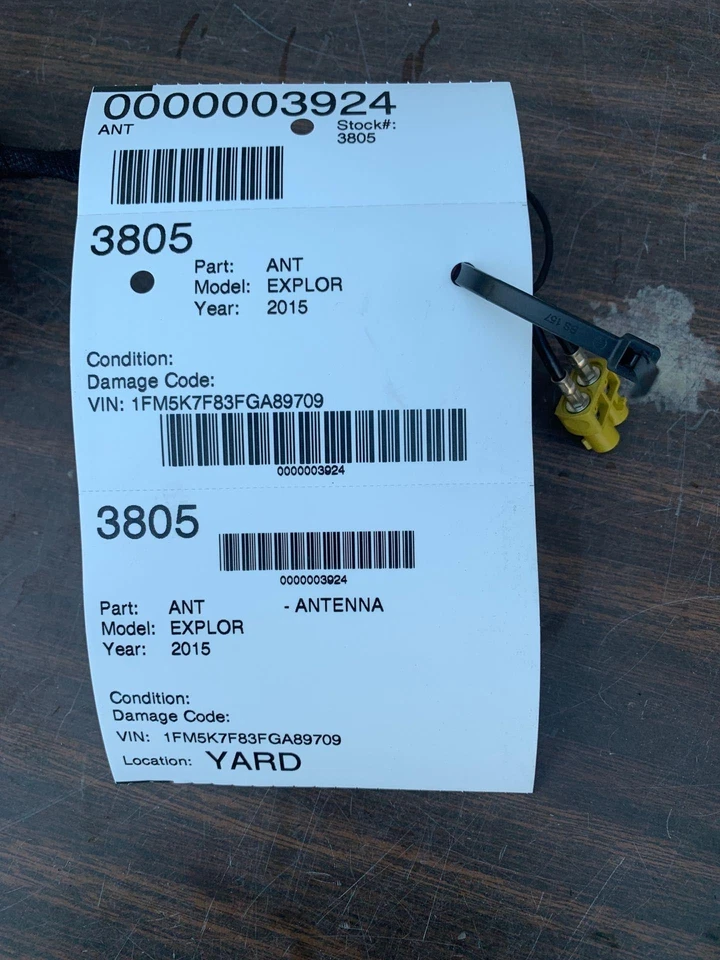 0000003924
ANT
Stock#:
3805
3805
Part: ANT
Model: EXPLOR
Year: 2015
Condition:
Damage Code:
VIN: 1FM5K7F83FGA89709
0000003924
3805
0000003924
Part: ANT - ANTENNA
Model: EXPLOR
Year: 2015
Condition:
Damage Code:
VIN: 1FM5K7F83FGA89709
Location: YARD